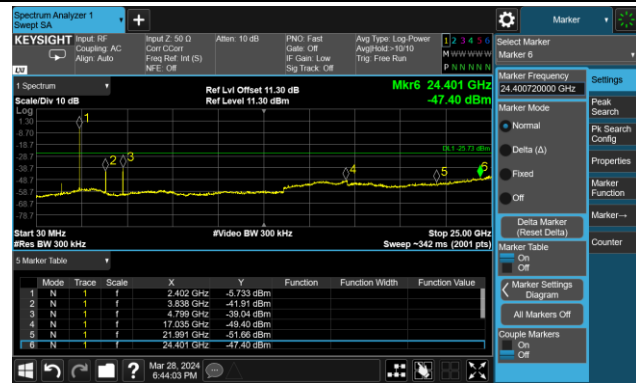 Spectrum Analyzer 1
Swept SA
Marker
KEYSIGHT
Input: RF
Coupling: AC
Align: Auto
Input Z: 50 Ω
Corr CCorr
Freq Ref: Int (S)
NFE: Off
Atten: 10 dB
PNO: Fast
Gate: Off
IF Gain: Low
Sig Track: Off
Avg Type: Log-Power
Avg|Hold:>10/10
Trig: Free Run
1 2 3 4 5 6
M W W W W W
P N N N N N
LXI
Select Marker
Marker 6
1 Spectrum
Scale/Div 10 dB
Ref Lvl Offset 11.30 dB
Ref Level 11.30 dBm
Mkr6 24.401 GHz
-47.40 dBm
Log
1.30
-8.70
-18.7
-28.7
-38.7
-48.7
-58.7
-68.7
-78.7
1
2
3
4
5
6
DL1 -25.73 dBm
Start 30 MHz
#Res BW 300 kHz
#Video BW 300 kHz
Stop 25.00 GHz
Sweep ~342 ms (2001 pts)
5 Marker Table
Mode Trace Scale X Y Function Function Width Function Value
1 N 1 f 2.402 GHz -5.733 dBm
2 N 1 f 3.838 GHz -41.91 dBm
3 N 1 f 4.799 GHz -39.04 dBm
4 N 1 f 17.035 GHz -49.40 dBm
5 N 1 f 21.991 GHz -51.66 dBm
6 N 1 f 24.401 GHz -47.40 dBm
Marker Frequency
24.400720000 GHz
Marker Mode
Normal
Delta (Δ)
Fixed
Off
Delta Marker
(Reset Delta)
Marker Table
On
Off
Marker Settings
Diagram
All Markers Off
Couple Markers
On
Off
Settings
Peak
Search
Pk Search
Config
Properties
Marker
Function
Marker→
Counter
?
Mar 28, 2024
6:44:03 PM